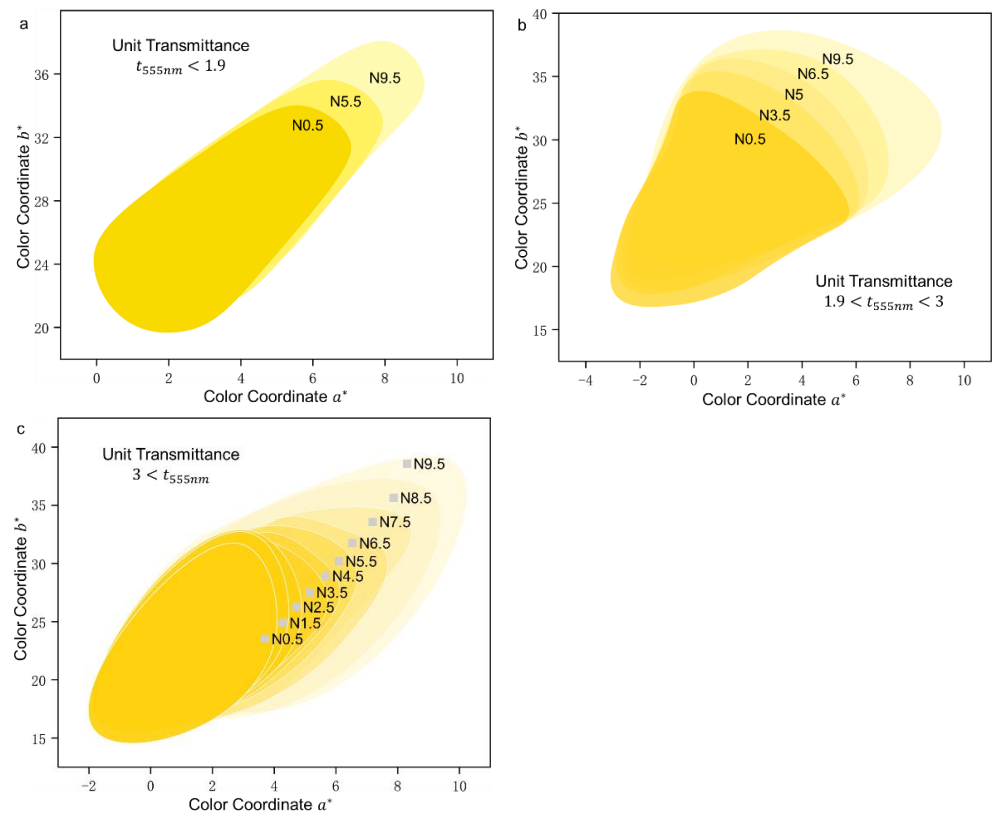 a
Unit Transmittance
t555nm < 1.9
N9.5
N5.5
N0.5
36
32
28
24
20
Color Coordinate b*
0
2
4
6
8
10
Color Coordinate a*
b
N9.5
N6.5
N5
N3.5
N0.5
Unit Transmittance
1.9 < t555nm < 3
40
35
30
25
20
15
Color Coordinate b*
-4
-2
0
2
4
6
8
10
Color Coordinate a*
c
Unit Transmittance
3 < t555nm
N9.5
N8.5
N7.5
N6.5
N5.5
N4.5
N3.5
N2.5
N1.5
N0.5
40
35
30
25
20
15
Color Coordinate b*
-2
0
2
4
6
8
10
Color Coordinate a*